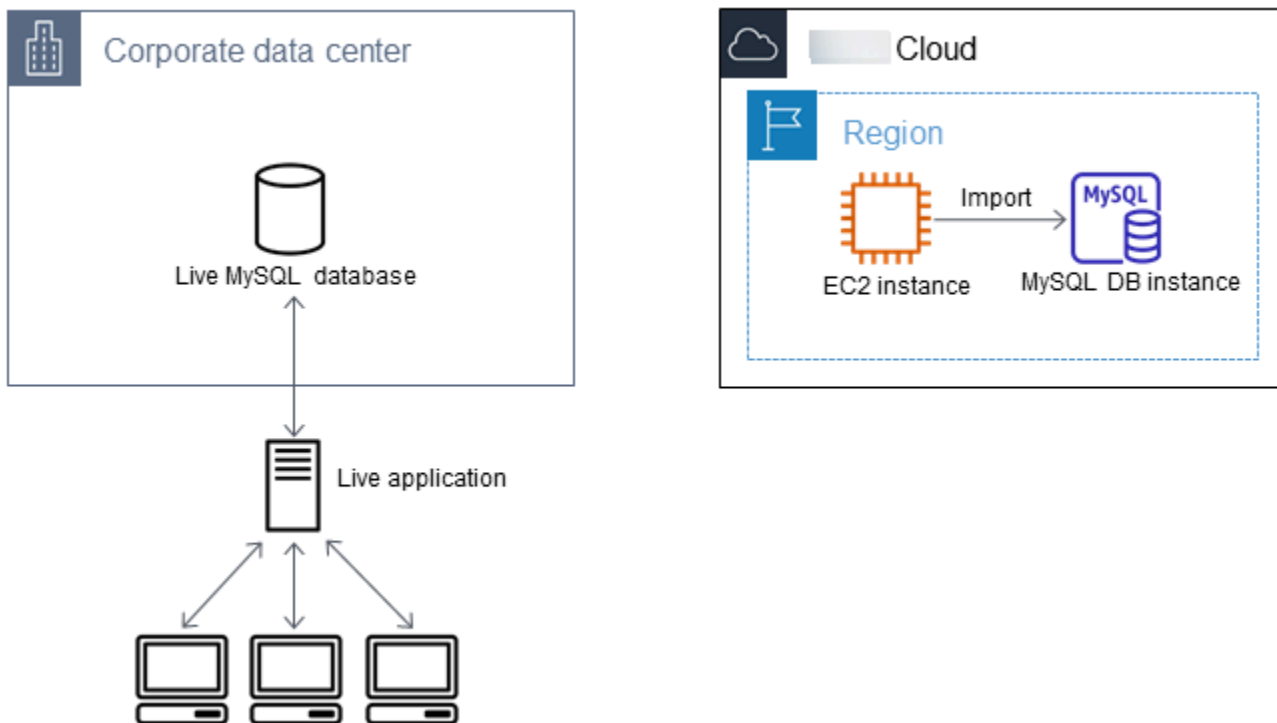 Corporate data center
Live MySQL database
Live application
Cloud
Region
Import
MySQL
EC2 instance
MySQL DB instance